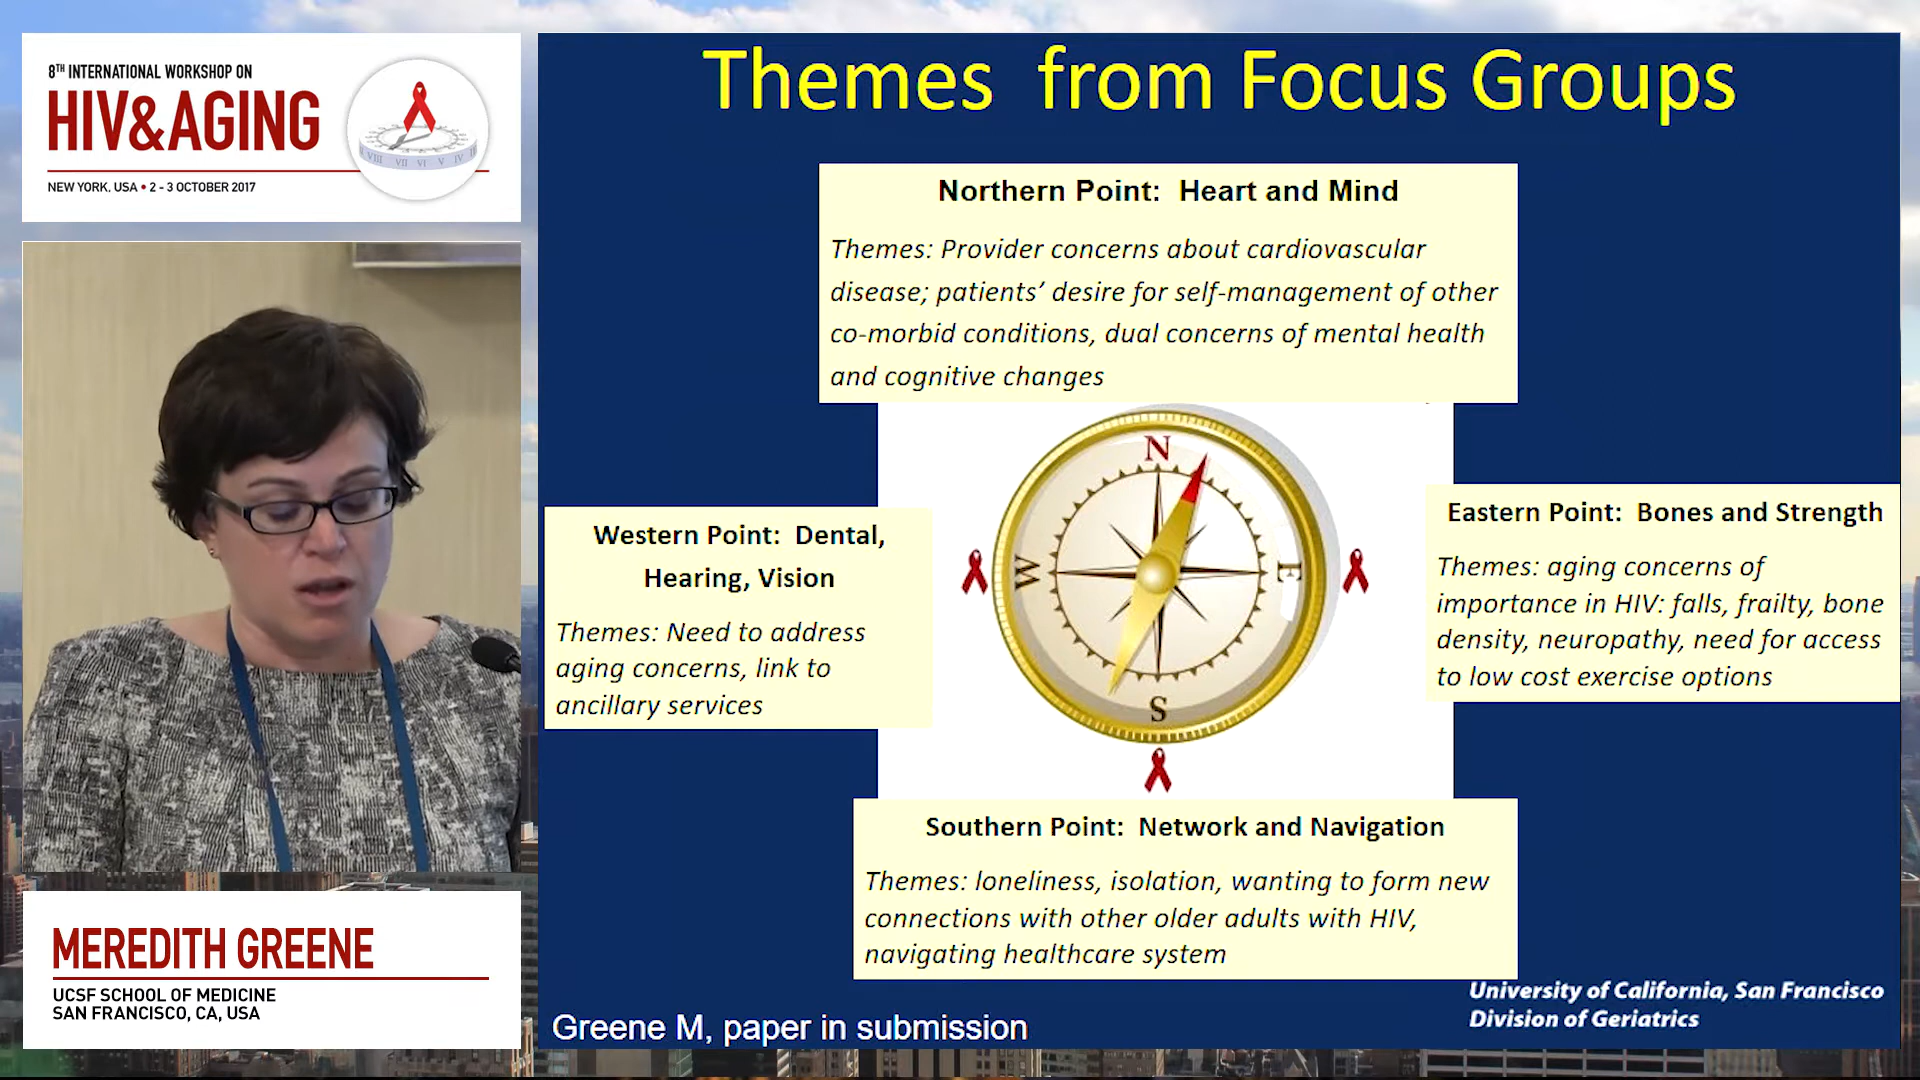 8TH INTERNATIONAL WORKSHOP ON
HIV&AGING
NEW YORK, USA • 2 - 3 OCTOBER 2017
VIII VII VI V IV
MEREDITH GREENE
UCSF SCHOOL OF MEDICINE
SAN FRANCISCO, CA, USA
Themes from Focus Groups
Northern Point: Heart and Mind
Themes: Provider concerns about cardiovascular
disease; patients’ desire for self-management of other
co-morbid conditions, dual concerns of mental health
and cognitive changes
N
W
E
S
Western Point: Dental,
Hearing, Vision
Themes: Need to address
aging concerns, link to
ancillary services
Eastern Point: Bones and Strength
Themes: aging concerns of
importance in HIV: falls, frailty, bone
density, neuropathy, need for access
to low cost exercise options
Southern Point: Network and Navigation
Themes: loneliness, isolation, wanting to form new
connections with other older adults with HIV,
navigating healthcare system
University of California, San Francisco
Division of Geriatrics
Greene M, paper in submission